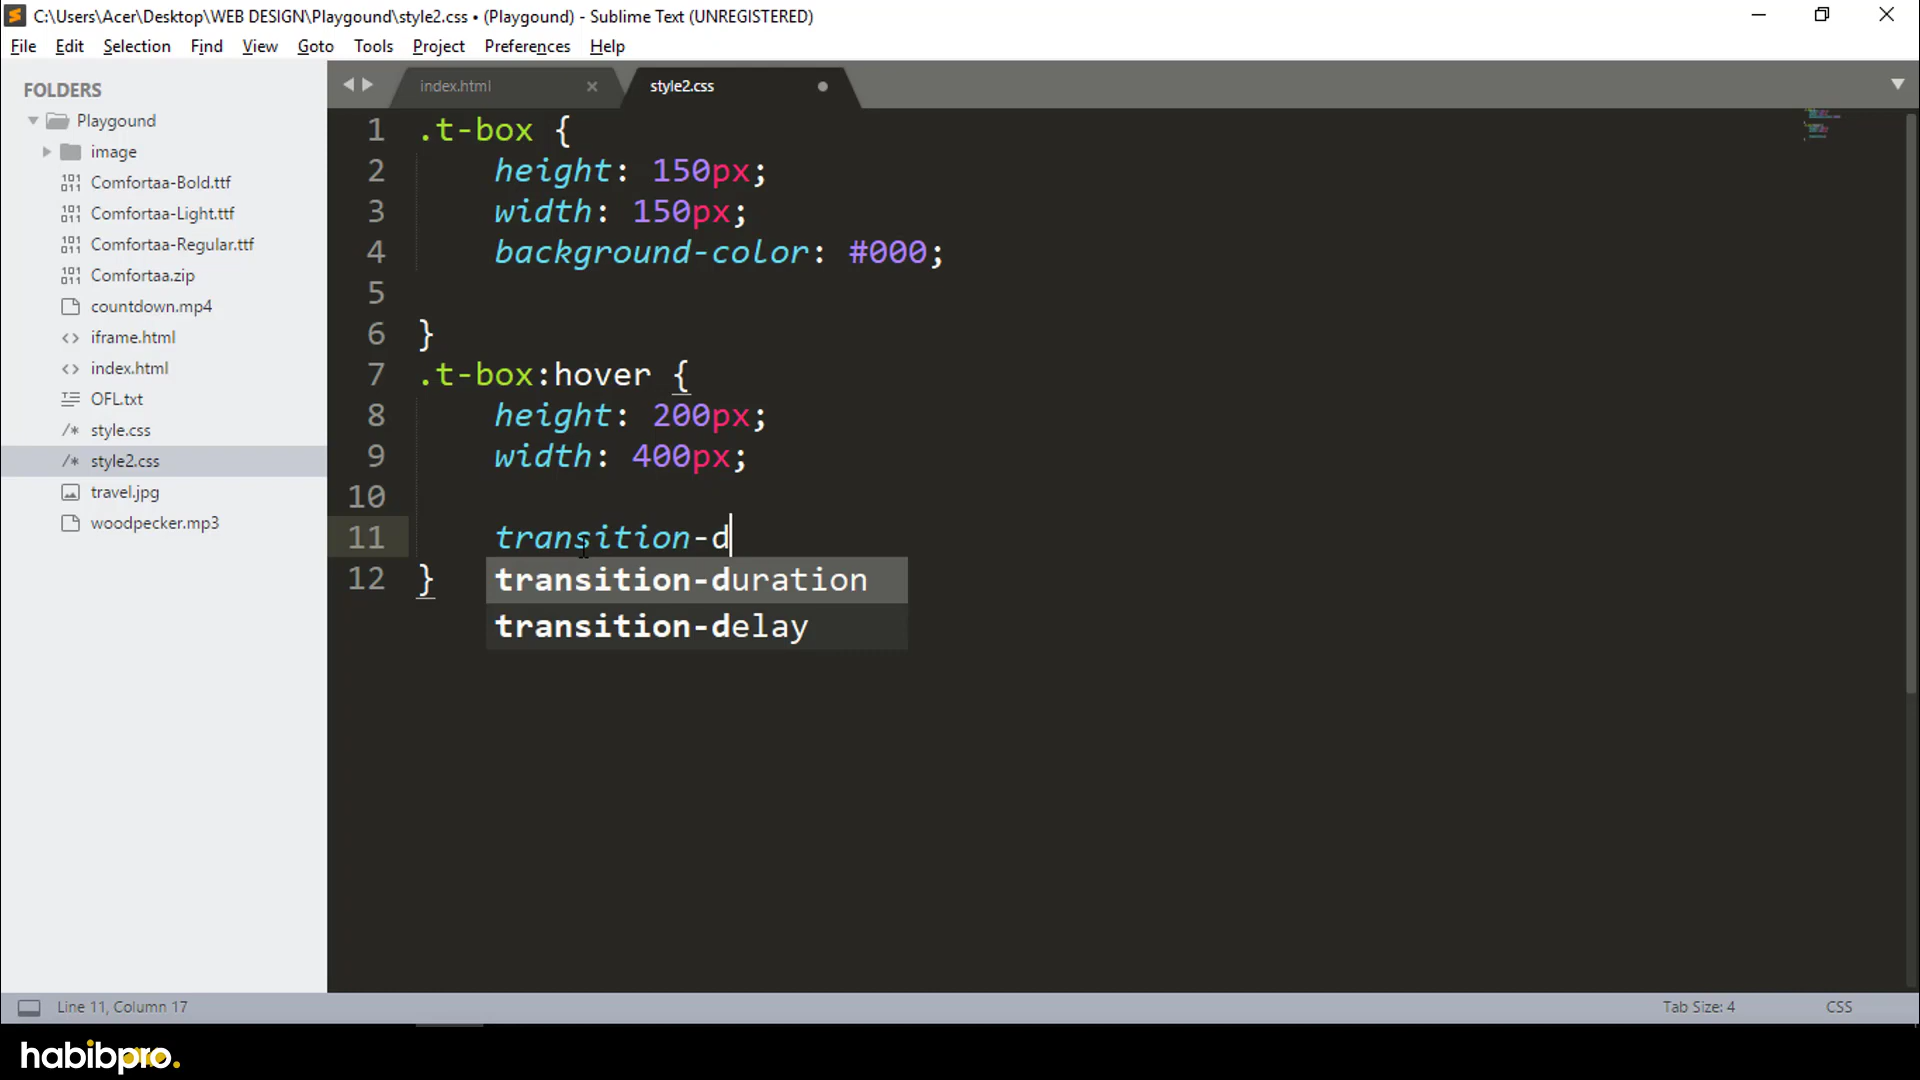 C:\Users\Acer\Desktop\WEB DESIGN\Playgound\style2.css • (Playgound) - Sublime Text (UNREGISTERED)
File Edit Selection Find View Goto Tools Project Preferences Help
FOLDERS
Playgound
image
Comfortaa-Bold.ttf
Comfortaa-Light.ttf
Comfortaa-Regular.ttf
Comfortaa.zip
countdown.mp4
iframe.html
index.html
OFL.txt
style.css
style2.css
travel.jpg
woodpecker.mp3
index.html
style2.css
1 .t-box {
2 height: 150px;
3 width: 150px;
4 background-color: #000;
5
6 }
7 .t-box:hover {
8 height: 200px;
9 width: 400px;
10
11 transition-d
12 }
transition-duration
transition-delay
Line 11, Column 17
Tab Size: 4
CSS
habibpro.